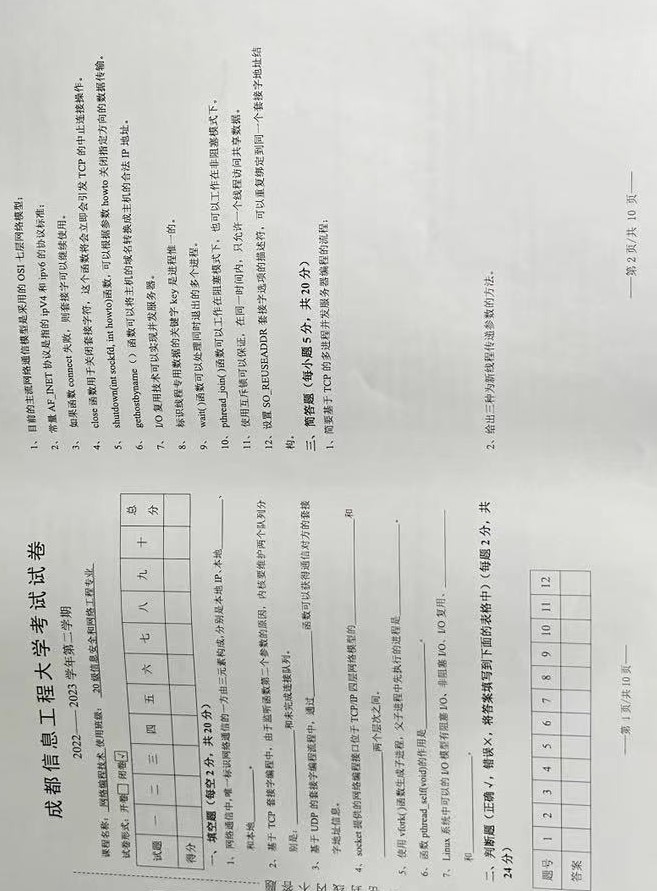 成都信息工程大学考试试卷
2022——2023 学年第二学期
课程名称：网络编程技术 使用班级：20 级信息安全和网络工程专业
试卷形式：开卷□ 闭卷☑
试题 一 二 三 四 五 六 七 八 九 十 总分
得分
一、填空题（每空 2 分，共 20 分）
1、网络通信中,唯一标识网络通信的一方由三元素构成,分别是本地 IP、本地________、
和本地________。
2、基于 TCP 套接字编程中，由于监听函数第二个参数的原因，内核要维护两个队列分
别是：________和未完成连接队列。
3、基于 UDP 的套接字编程流程中，通过________函数可以获得通信对方的套接
字地址信息。
4、socket 提供的网络编程接口位于 TCP/IP 四层网络模型的________和
________两个层次之间。
5、使用 vfork()函数生成子进程，父子进程中先执行的进程是________。
6、函数 pthread_self(void)的作用是________。
7、Linux 系统中可以的 I/O 模型有阻塞 I/O、非阻塞 I/O、I/O 复用、________
和________。
二、判断题（正确√，错误×，将答案填写到下面的表格中）（每题 2 分，共
24 分）
题号 1 2 3 4 5 6 7 8 9 10 11 12
答案
——第 1 页/共 10 页——
1、目前的主流网络通信模型是采用的 OSI 七层网络模型；
2、常量 AF_INET 协议是指的 ipV4 和 ipv6 的协议标准；
3、如果函数 connect 失败，则套接字可以继续使用。
4、close 函数用于关闭套接字符，这个函数将会立即会引发 TCP 的中止连接操作。
5、shutdown(int sockfd, int howto)函数，可以根据参数 howto 关闭指定方向的数据传输。
6、gethostbyname（）函数可以将主机的域名转换成主机的合法 IP 地址。
7、I/O 复用技术可以实现并发服务器。
8、标识线程专用数据的关键字 key 是进程惟一的。
9、wait()函数可以处理同时退出的多个进程。
10、pthread_join()函数可以工作在阻塞模式下，也可以工作在非阻塞模式下。
11、使用互斥锁可以保证，在同一时间内，只允许一个线程访问共享数据。
12、设置 SO_REUSEADDR 套接字选项的描述符，可以重复绑定到同一个套接字地址结
构。
三、简答题（每小题 5 分，共 20 分）
1、简要基于 TCP 的多进程并发服务器编程的流程；
2、给出三种为新线程传递参数的方法。
——第 2 页/共 10 页——